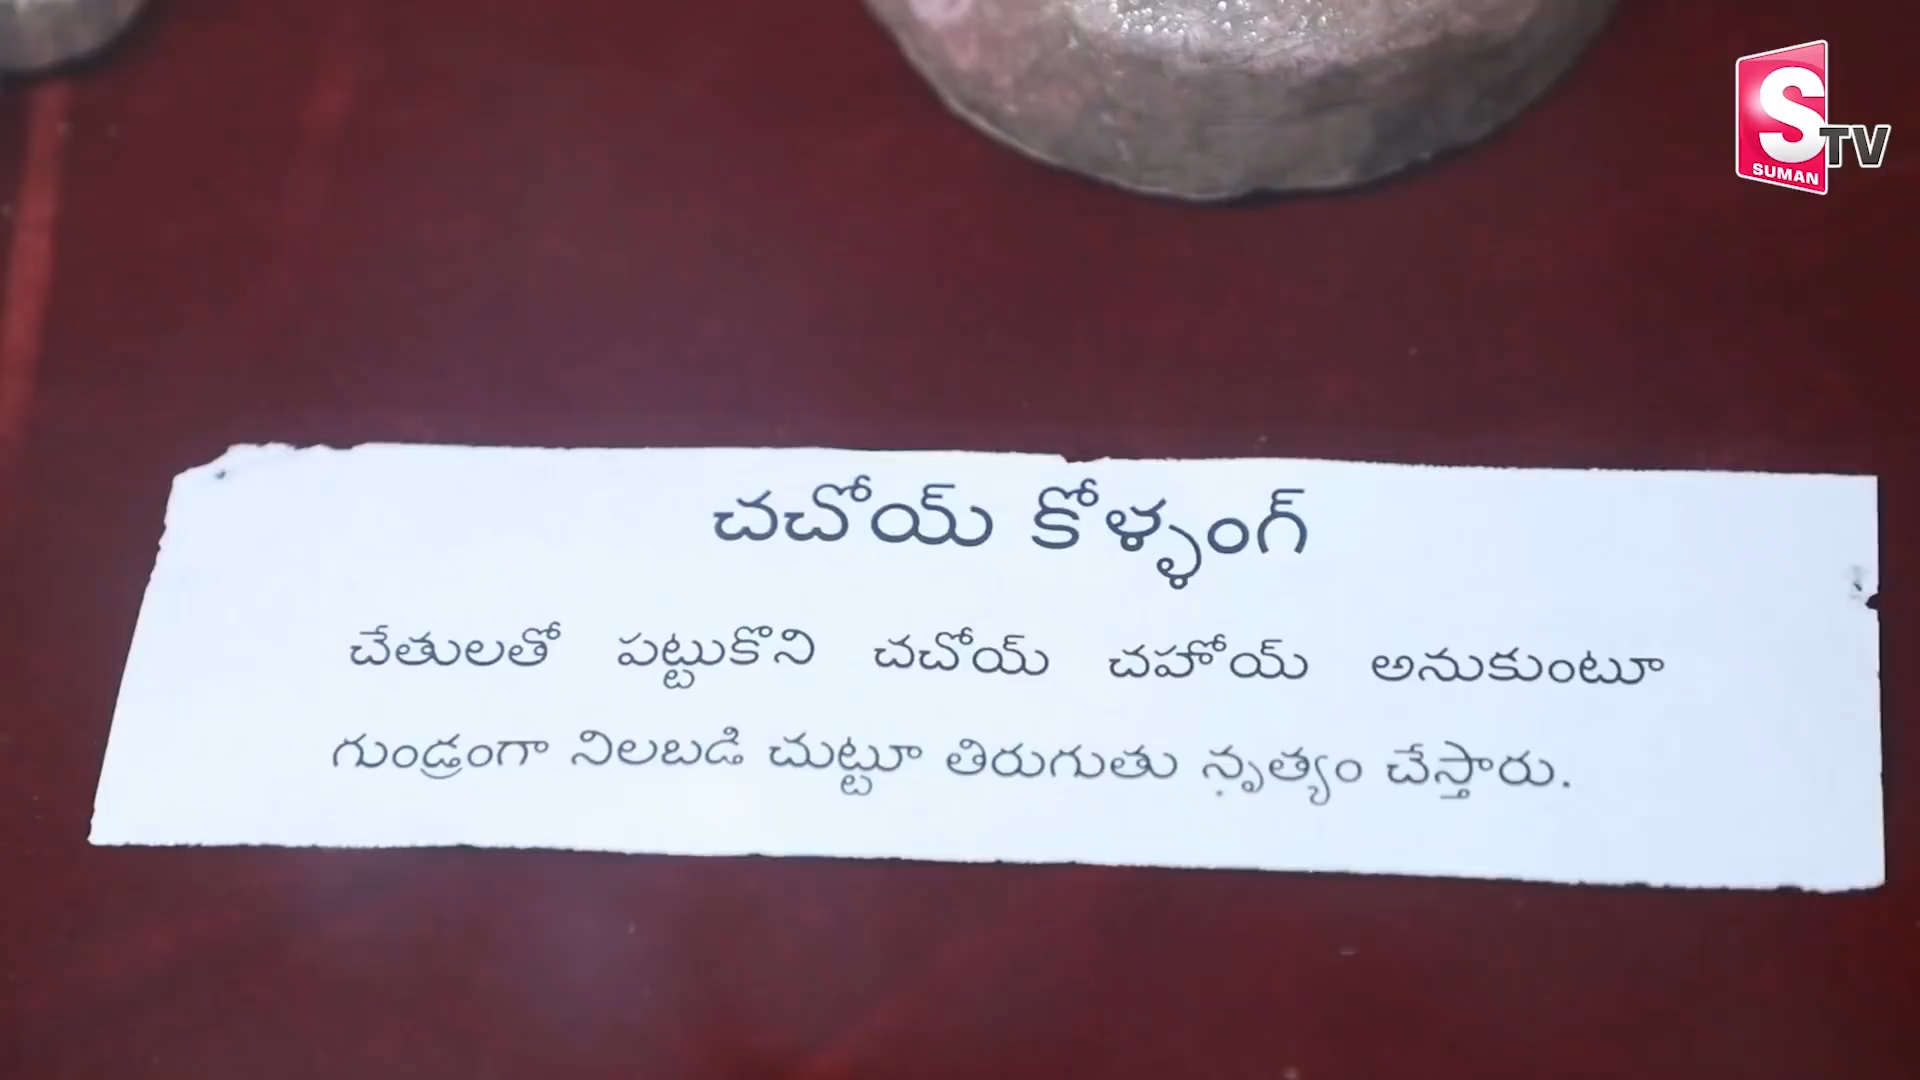 S TV
SUMAN
చచోయ్ కోళ్ళంగ్
చేతులతో పట్టుకొని చచోయ్ చహోయ్ అనుకుంటూ
గుండ్రంగా నిలబడి చుట్టూ తిరుగుతు నృత్యం చేస్తారు.